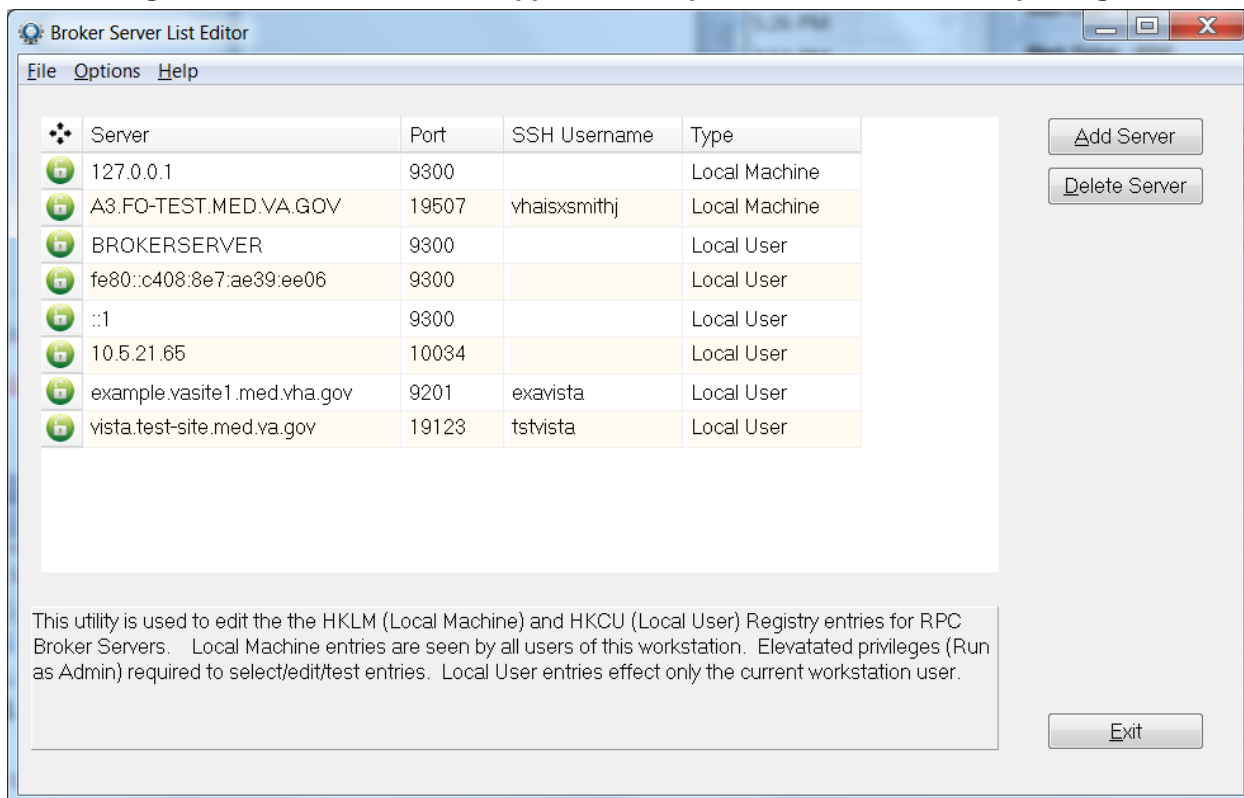 Broker Server List Editor
File Options Help
Server Port SSH Username Type
127.0.0.1 9300 Local Machine
A3.FO-TEST.MED.VA.GOV 19507 vhaisxsmithj Local Machine
BROKERSERVER 9300 Local User
fe80::c408:8e7:ae39:ee06 9300 Local User
::1 9300 Local User
10.5.21.65 10034 Local User
example.vasite1.med.vha.gov 9201 exavista Local User
vista.test-site.med.va.gov 19123 tstvista Local User
Add Server
Delete Server
This utility is used to edit the the HKLM (Local Machine) and HKCU (Local User) Registry entries for RPC
Broker Servers. Local Machine entries are seen by all users of this workstation. Elevatated privileges (Run
as Admin) required to select/edit/test entries. Local User entries effect only the current workstation user.
Exit